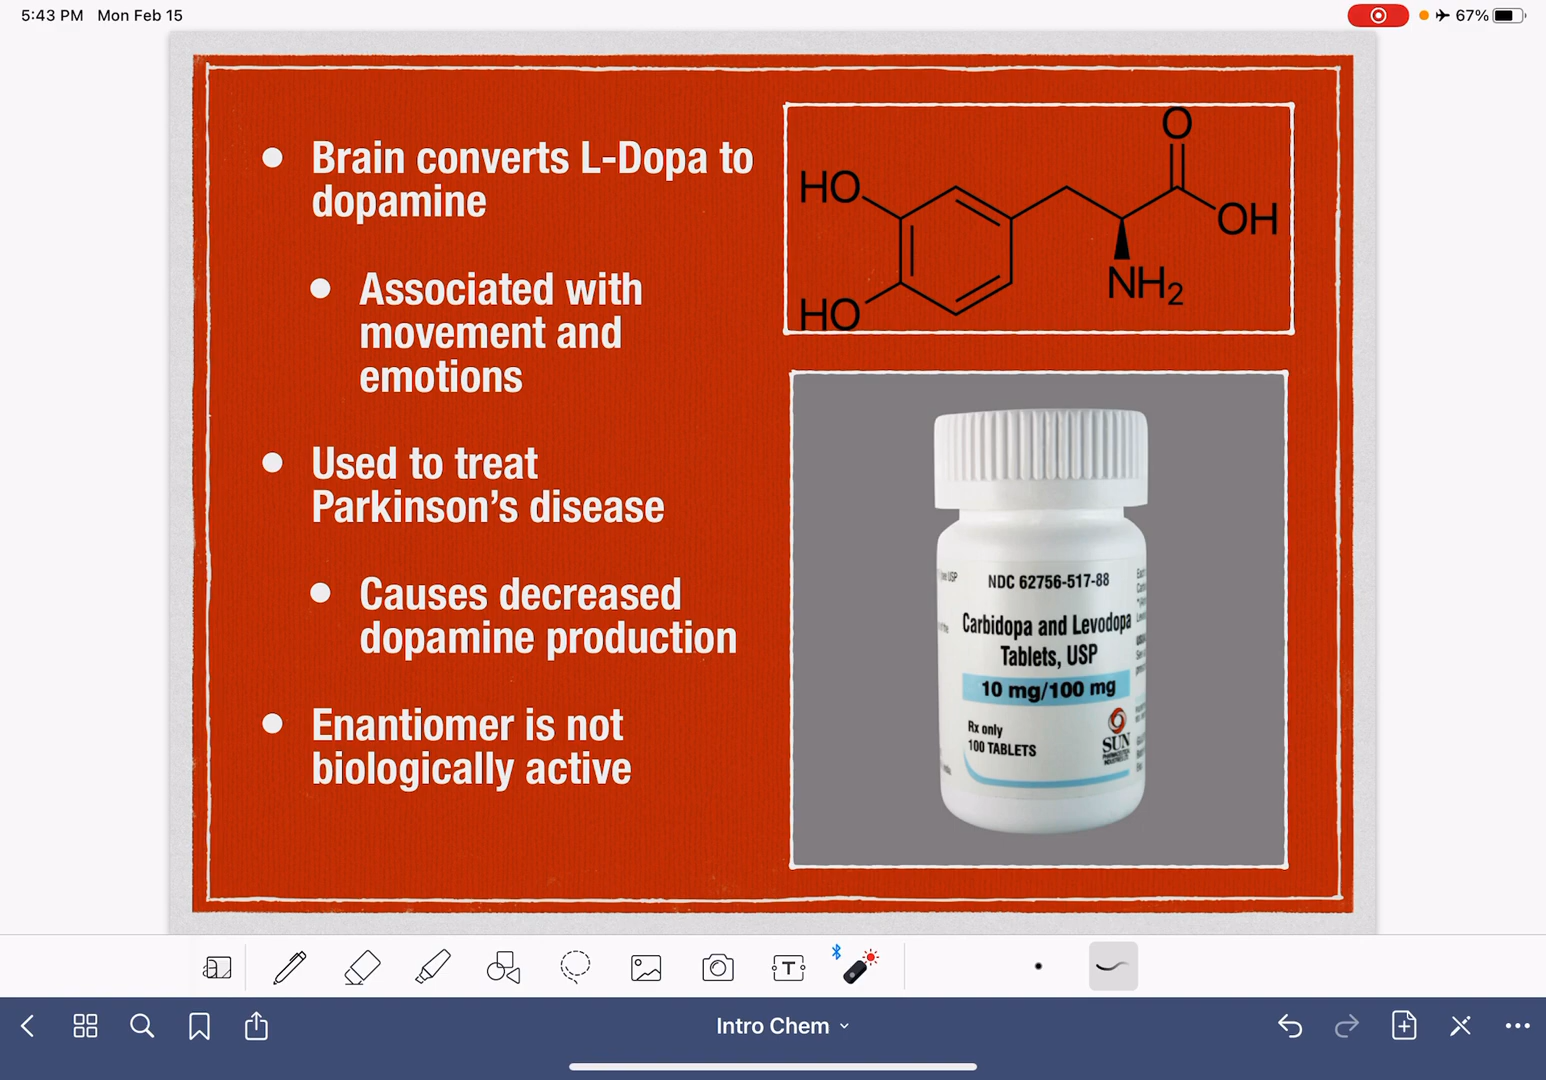 5:43 PM Mon Feb 15
67%
Brain converts L-Dopa to
dopamine
Associated with
movement and
emotions
Used to treat
Parkinson’s disease
Causes decreased
dopamine production
Enantiomer is not
biologically active
O
HO
OH
NH2
HO
NDC 62756-517-88
Carbidopa and Levodopa
Tablets, USP
10 mg/100 mg
Rx only
100 TABLETS
SUN
T
Intro Chem